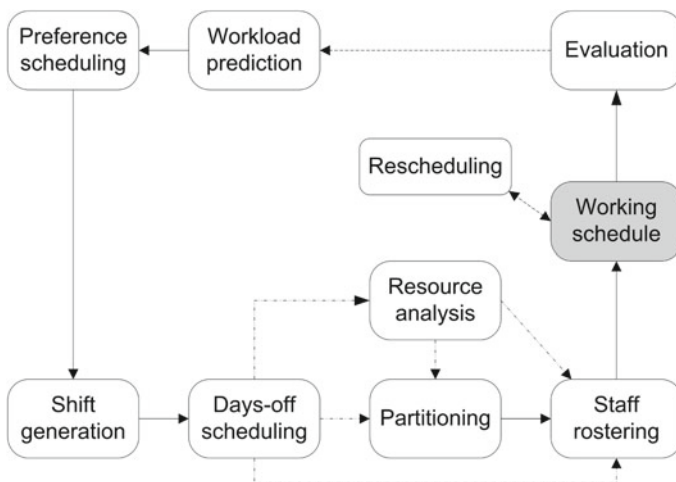 Preference
scheduling
Workload
prediction
Evaluation
Rescheduling
Working
schedule
Resource
analysis
Shift
generation
Days-off
scheduling
Partitioning
Staff
rostering